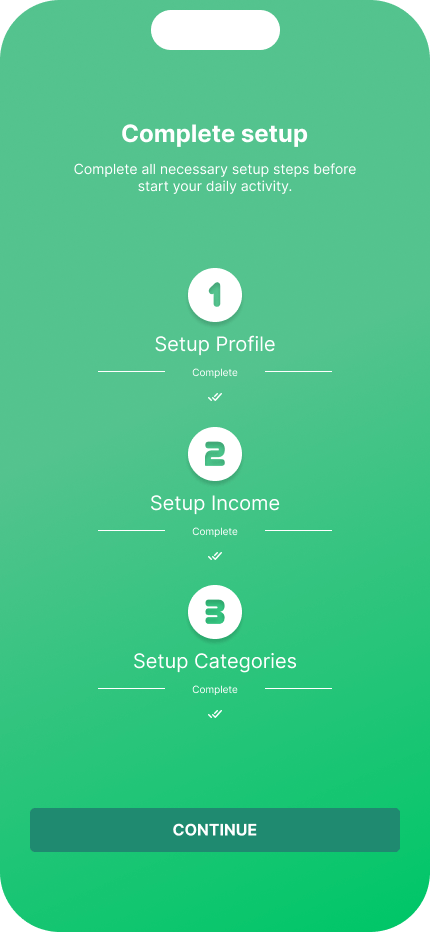 Complete setup
Complete all necessary setup steps before
start your daily activity.
1
Setup Profile
Complete
2
Setup Income
Complete
3
Setup Categories
Complete
CONTINUE